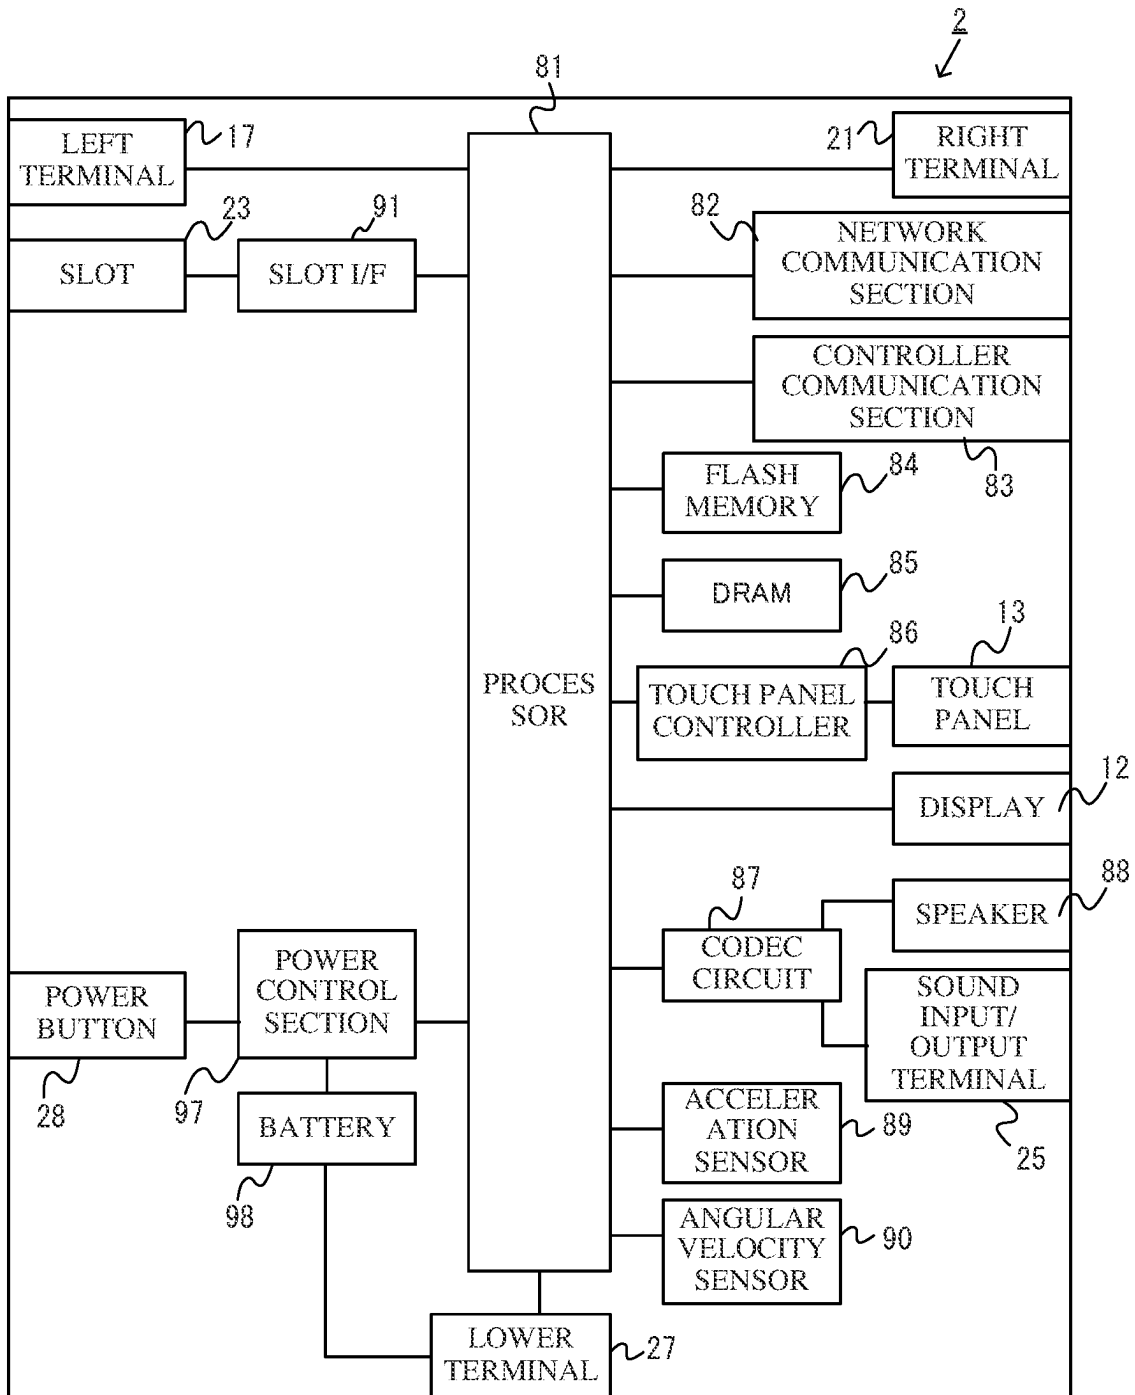 2
81
LEFT
TERMINAL
17
21
RIGHT
TERMINAL
23
91
82
SLOT
SLOT I/F
NETWORK
COMMUNICATION
SECTION
CONTROLLER
COMMUNICATION
SECTION
83
FLASH
MEMORY
84
DRAM
85
86
13
PROCES
SOR
TOUCH PANEL
CONTROLLER
TOUCH
PANEL
12
DISPLAY
87
88
SPEAKER
CODEC
CIRCUIT
POWER
BUTTON
28
POWER
CONTROL
SECTION
97
SOUND
INPUT/
OUTPUT
TERMINAL
25
BATTERY
98
ACCELER
ATION
SENSOR
89
ANGULAR
VELOCITY
SENSOR
90
LOWER
TERMINAL
27